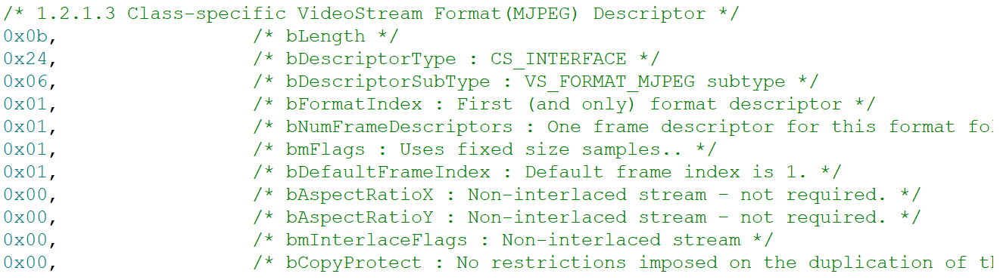 /* 1.2.1.3 Class-specific VideoStream Format(MJPEG) Descriptor */
0x0b, /* bLength */
0x24, /* bDescriptorType : CS_INTERFACE */
0x06, /* bDescriptorSubType : VS_FORMAT_MJPEG subtype */
0x01, /* bFormatIndex : First (and only) format descriptor */
0x01, /* bNumFrameDescriptors : One frame descriptor for this format
0x01, /* bmFlags : Uses fixed size samples.. */
0x01, /* bDefaultFrameIndex : Default frame index is 1. */
0x00, /* bAspectRatioX : Non-interlaced stream - not required. */
0x00, /* bAspectRatioY : Non-interlaced stream - not required. */
0x00, /* bmInterlaceFlags : Non-interlaced stream */
0x00, /* bCopyProtect : No restrictions imposed on the duplication of